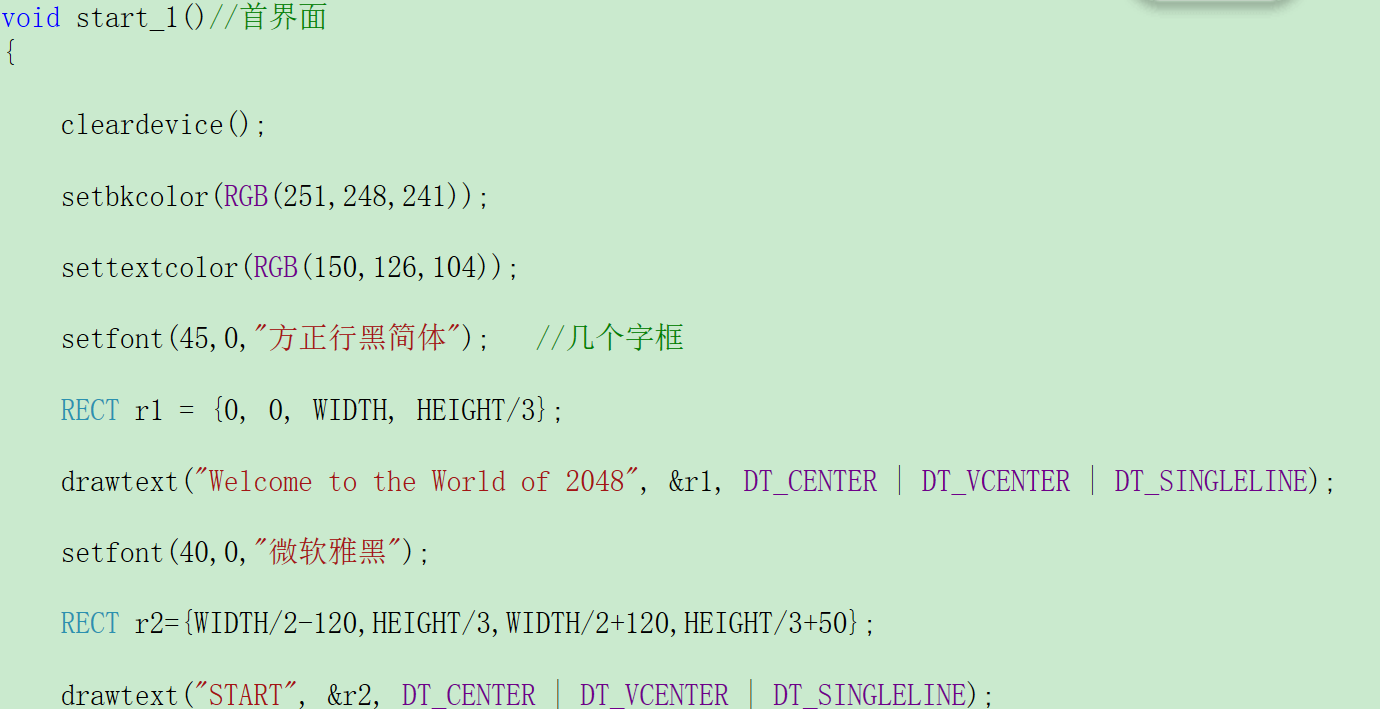 void start_1()//首界面
{
cleardevice();
setbkcolor(RGB(251,248,241));
settextcolor(RGB(150,126,104));
setfont(45,0,"方正行黑简体");   //几个字框
RECT r1 = {0, 0, WIDTH, HEIGHT/3};
drawtext("Welcome to the World of 2048", &r1, DT_CENTER | DT_VCENTER | DT_SINGLELINE);
setfont(40,0,"微软雅黑");
RECT r2={WIDTH/2-120,HEIGHT/3,WIDTH/2+120,HEIGHT/3+50};
drawtext("START", &r2, DT_CENTER | DT_VCENTER | DT_SINGLELINE);